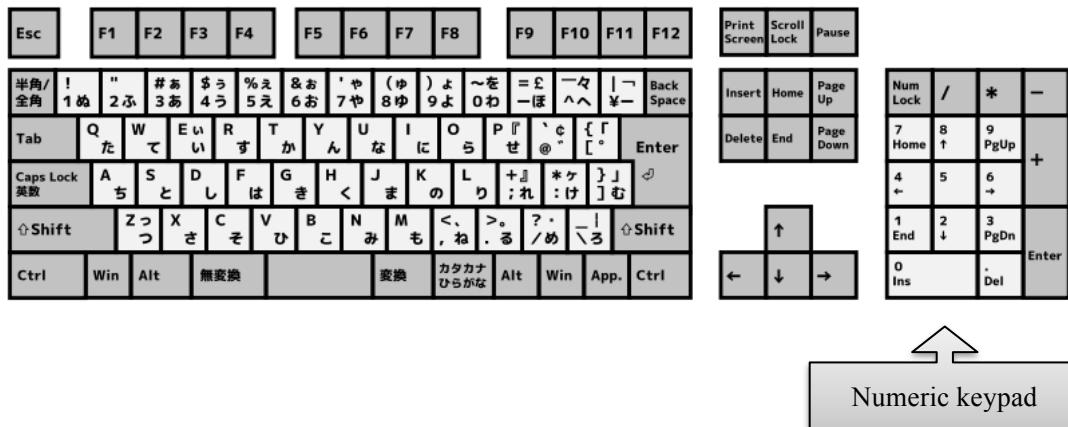 Esc F1 F2 F3 F4 F5 F6 F7 F8 F9 F10 F11 F12 Print Screen Scroll Lock Pause
半角/全角 ! 1ぬ " 2ふ #ぁ 3あ $ぅ 4う %ぇ 5え &ぉ 6お 'ゃ 7や (ゅ 8ゆ )ょ 9よ ~を 0わ =£ ーほ ￣々 ^へ |¬ ¥ー Back Space Insert Home Page Up Num Lock / * −
Tab Q た W て Eぃ い R す T か Y ん U な I に O ら P『 せ `¢ @゛ {「 [゜ Enter Delete End Page Down 7 Home 8 ↑ 9 PgUp +
Caps Lock 英数 A ち S と D し F は G き H く J ま K の L り +』 ;れ *ヶ :け }」 ]む 4 ← 5 6 →
⇧Shift Zっ つ X さ C そ V ひ B こ N み M も <、 ,ね >。 .る ?・ /め _| \ろ ⇧Shift ↑ 1 End 2 ↓ 3 PgDn Enter
Ctrl Win Alt 無変換 変換 カタカナ ひらがな Alt Win App. Ctrl ← ↓ → 0 Ins . Del
Numeric keypad